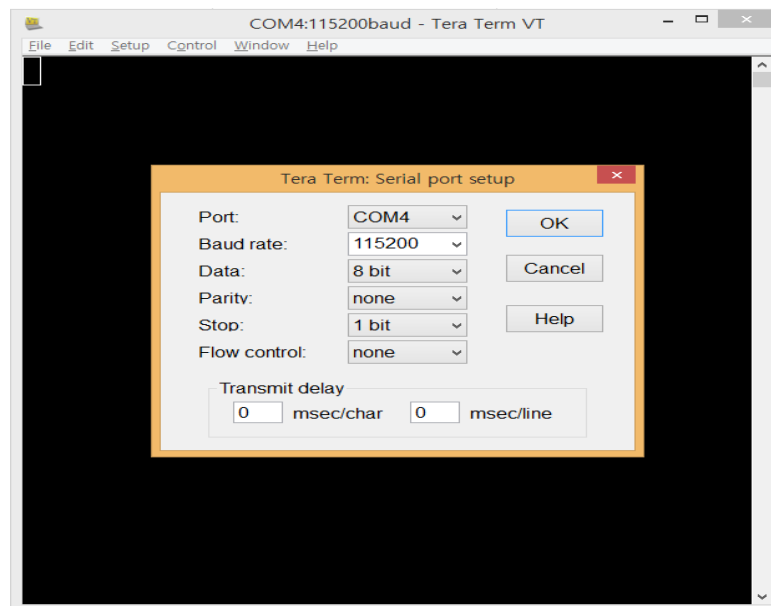 COM4:115200baud - Tera Term VT
File Edit Setup Control Window Help
Tera Term: Serial port setup
Port: COM4
OK
Baud rate: 115200
Data: 8 bit
Cancel
Parity: none
Stop: 1 bit
Help
Flow control: none
Transmit delay
0 msec/char 0 msec/line